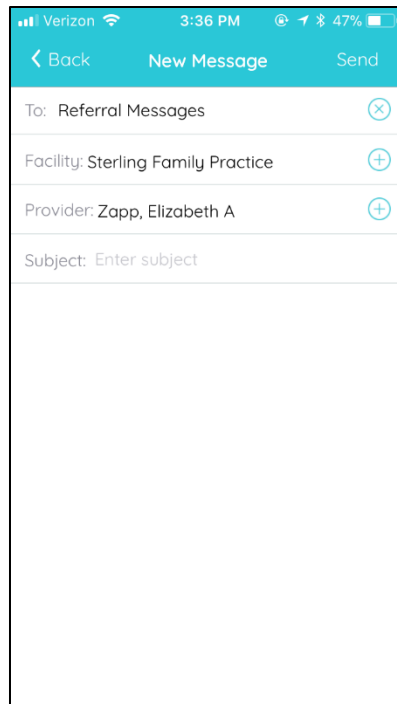 Verizon 3:36 PM 47%
Back New Message Send
To: Referral Messages
Facility: Sterling Family Practice
Provider: Zapp, Elizabeth A
Subject: Enter subject